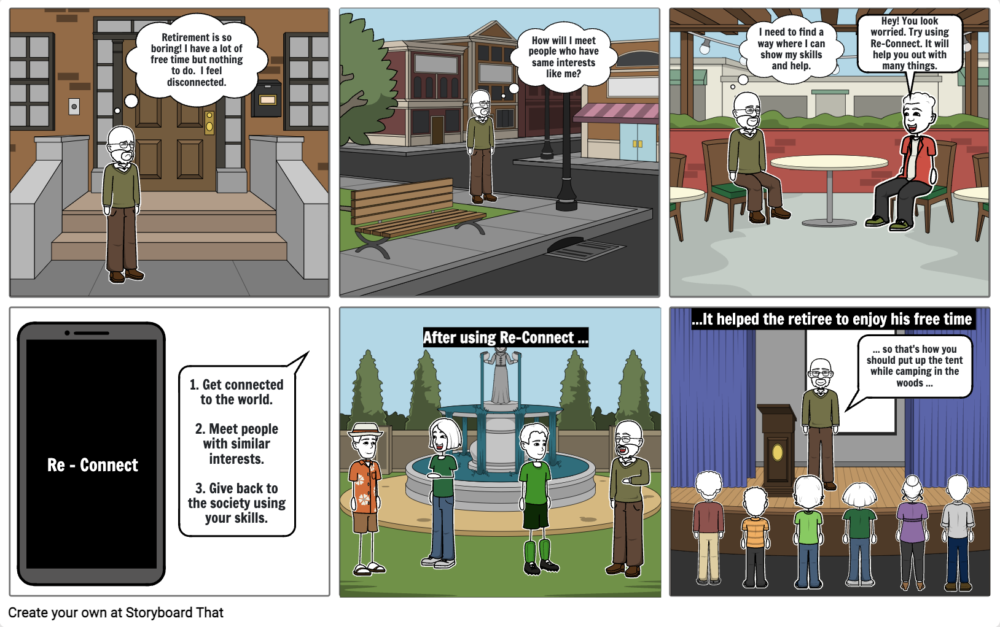 Retirement is so
boring! I have a lot of
free time but nothing
to do. I feel
disconnected.
How will I meet
people who have
same interests
like me?
I need to find a
way where I can
show my skills
and help.
Hey! You look
worried. Try using
Re-Connect. It will
help you out with
many things.
Re - Connect
1. Get connected
to the world.
2. Meet people
with similar
interests.
3. Give back to
the society using
your skills.
After using Re-Connect ...
...It helped the retiree to enjoy his free time
... so that's how you
should put up the tent
while camping in the
woods ...
Create your own at Storyboard That